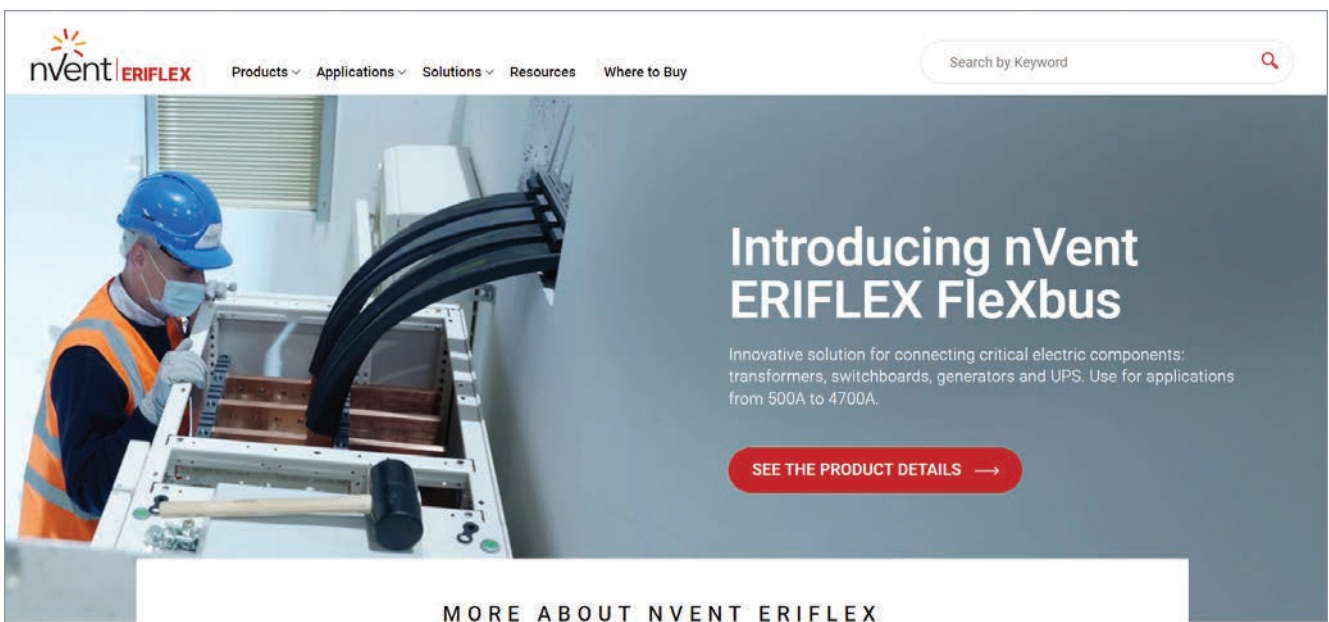 nVent ERIFLEX
Products Applications Solutions Resources Where to Buy
Search by Keyword
Introducing nVent
ERIFLEX FleXbus
Innovative solution for connecting critical electric components:
transformers, switchboards, generators and UPS. Use for applications
from 500A to 4700A.
SEE THE PRODUCT DETAILS
MORE ABOUT NVENT ERIFLEX